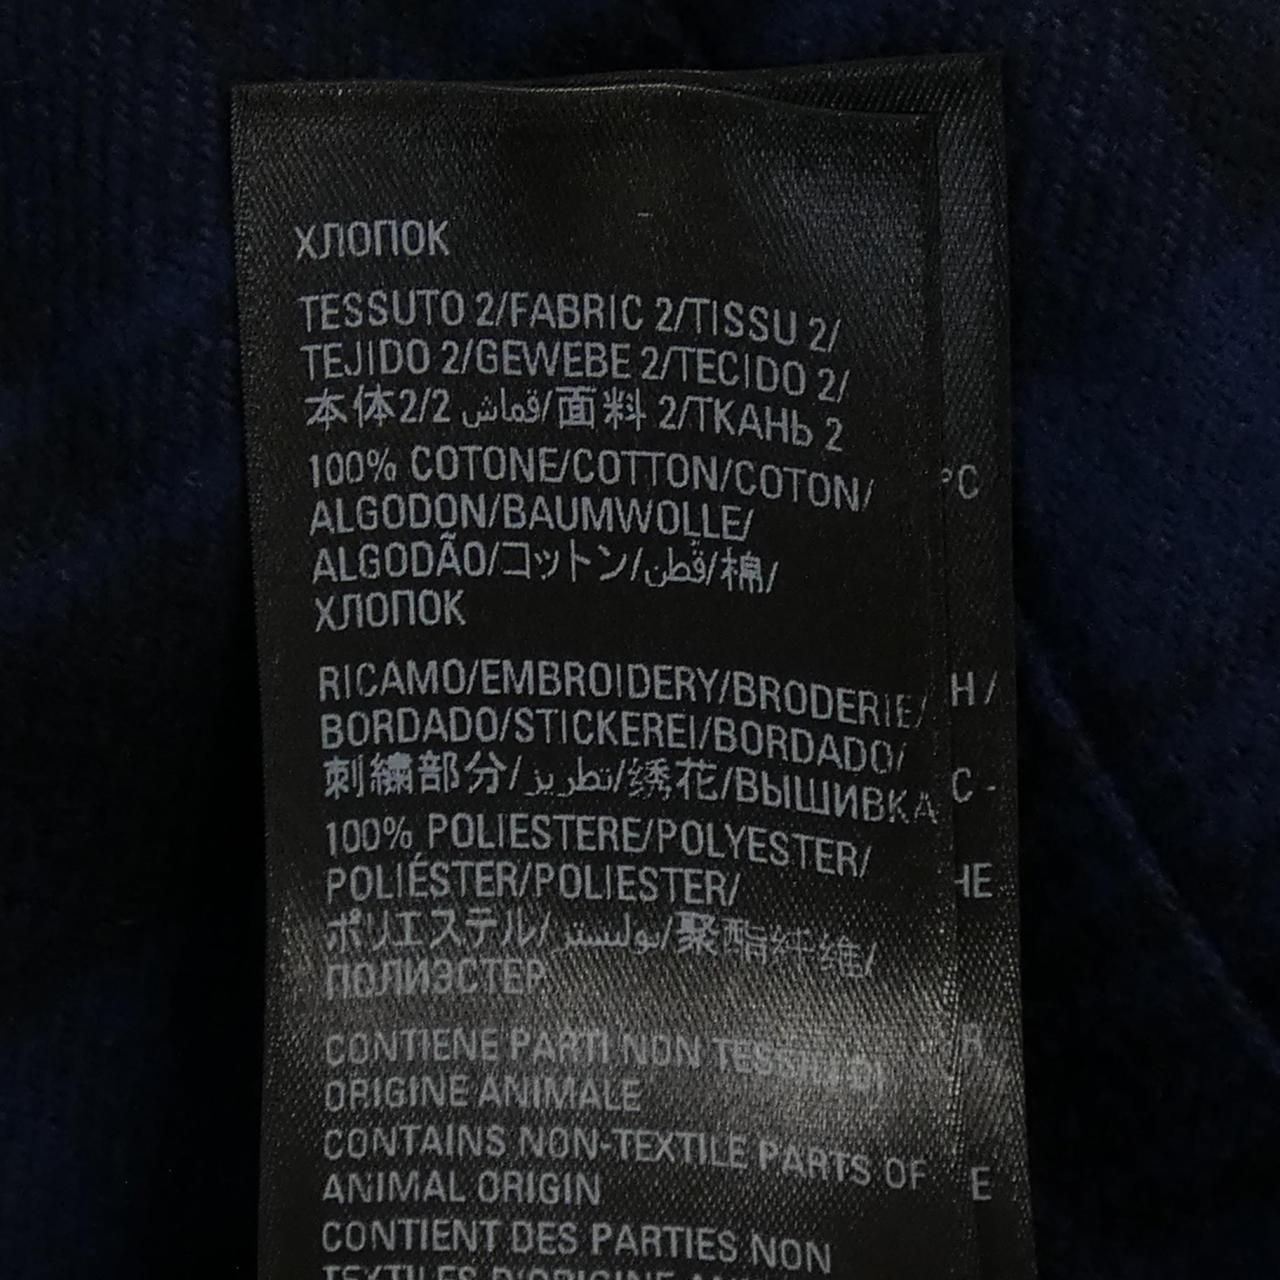 ХЛОПОК
TESSUTO 2/FABRIC 2/TISSU 2/
TEJIDO 2/GEWEBE 2/TECIDO 2/
本体2/2 قماش/面料 2/ТКАНЬ 2
100% COTONE/COTTON/COTON/
ALGODON/BAUMWOLLE/
ALGODÃO/コットン/قطن/棉/
ХЛОПОК
RICAMO/EMBROIDERY/BRODERIE/
BORDADO/STICKEREI/BORDADO/
刺繍部分/تطريز/绣花/ВЫШИВКА
100% POLIESTERE/POLYESTER/
POLIÉSTER/POLIESTER/
ポリエステル/بوليستر/聚酯纤维/
ПОЛИЭСТЕР
CONTIENE PARTI NON TESSILI DI
ORIGINE ANIMALE
CONTAINS NON-TEXTILE PARTS OF
ANIMAL ORIGIN
CONTIENT DES PARTIES NON
TEXTILES D'ORIGINE